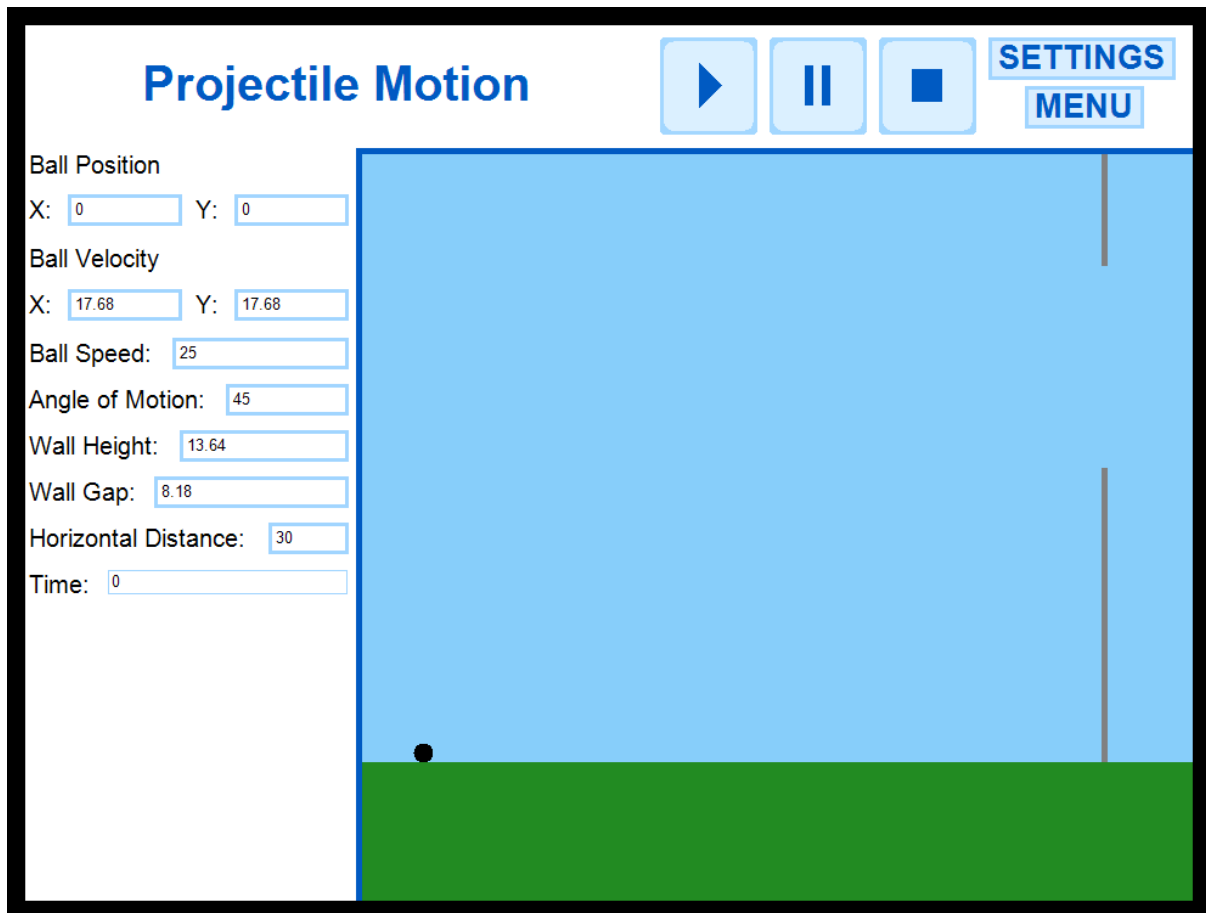 Projectile Motion
SETTINGS
MENU
Ball Position
X: 0 Y: 0
Ball Velocity
X: 17.68 Y: 17.68
Ball Speed: 25
Angle of Motion: 45
Wall Height: 13.64
Wall Gap: 8.18
Horizontal Distance: 30
Time: 0